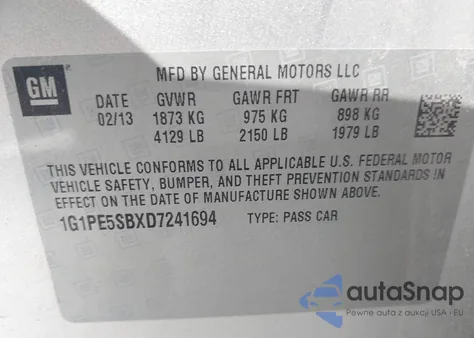 GM
MFD BY GENERAL MOTORS LLC
DATE GVWR GAWR FRT GAWR RR
02/13 1873 KG 975 KG 898 KG
4129 LB 2150 LB 1979 LB
THIS VEHICLE CONFORMS TO ALL APPLICABLE U.S. FEDERAL MOTOR
VEHICLE SAFETY, BUMPER, AND THEFT PREVENTION STANDARDS IN
EFFECT ON THE DATE OF MANUFACTURE SHOWN ABOVE.
1G1PE5SBXD7241694 TYPE: PASS CAR
autoSnap
Pewne auto z aukcji USA i EU